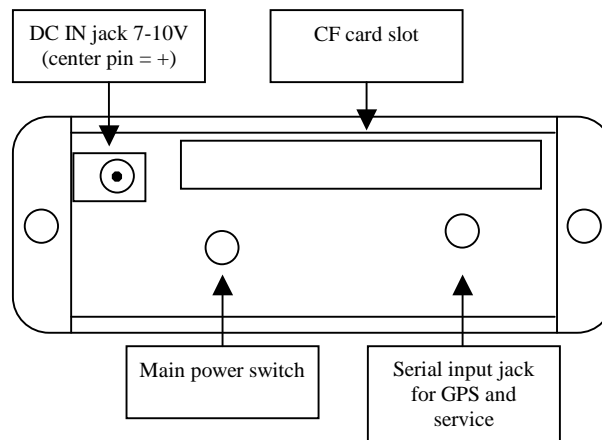 DC IN jack 7-10V
(center pin = +)
CF card slot
Main power switch
Serial input jack
for GPS and
service